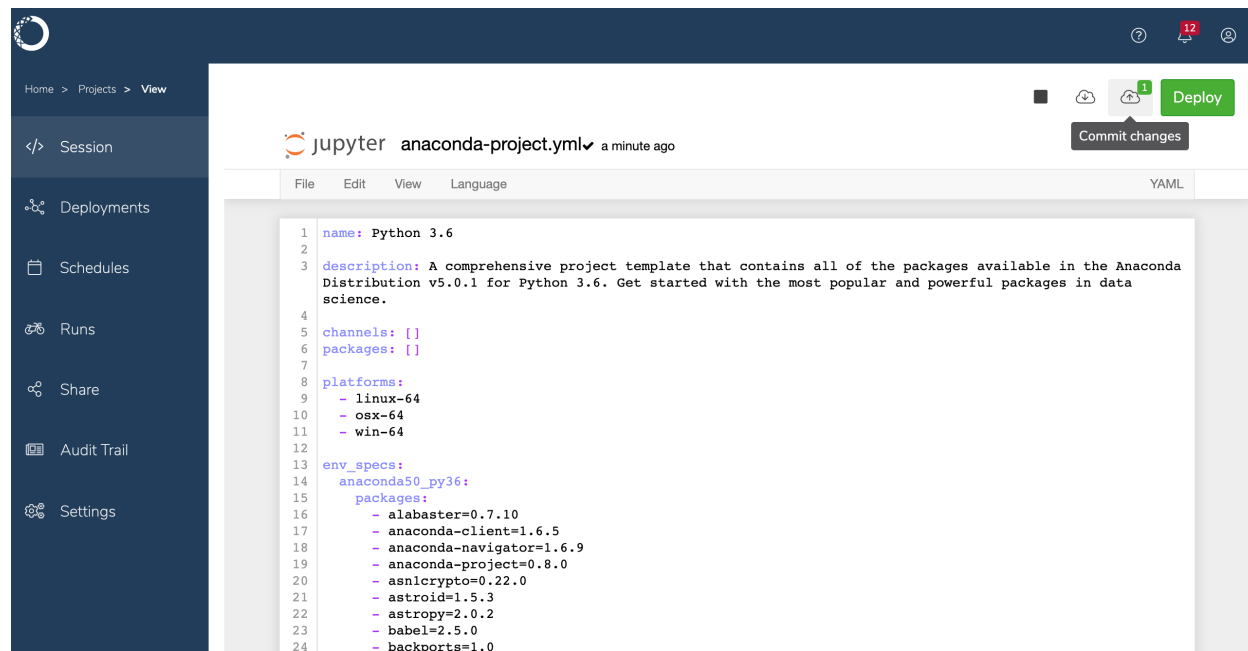 12
Home > Projects > View
1
Deploy
Commit changes
Session
jupyter anaconda-project.yml✔ a minute ago
File Edit View Language YAML
Deployments
Schedules
Runs
Share
Audit Trail
Settings
1 name: Python 3.6
2
3 description: A comprehensive project template that contains all of the packages available in the Anaconda
Distribution v5.0.1 for Python 3.6. Get started with the most popular and powerful packages in data
science.
4
5 channels: []
6 packages: []
7
8 platforms:
9 - linux-64
10 - osx-64
11 - win-64
12
13 env_specs:
14 anaconda50_py36:
15 packages:
16 - alabaster=0.7.10
17 - anaconda-client=1.6.5
18 - anaconda-navigator=1.6.9
19 - anaconda-project=0.8.0
20 - asn1crypto=0.22.0
21 - astroid=1.5.3
22 - astropy=2.0.2
23 - babel=2.5.0
24 - backports=1.0